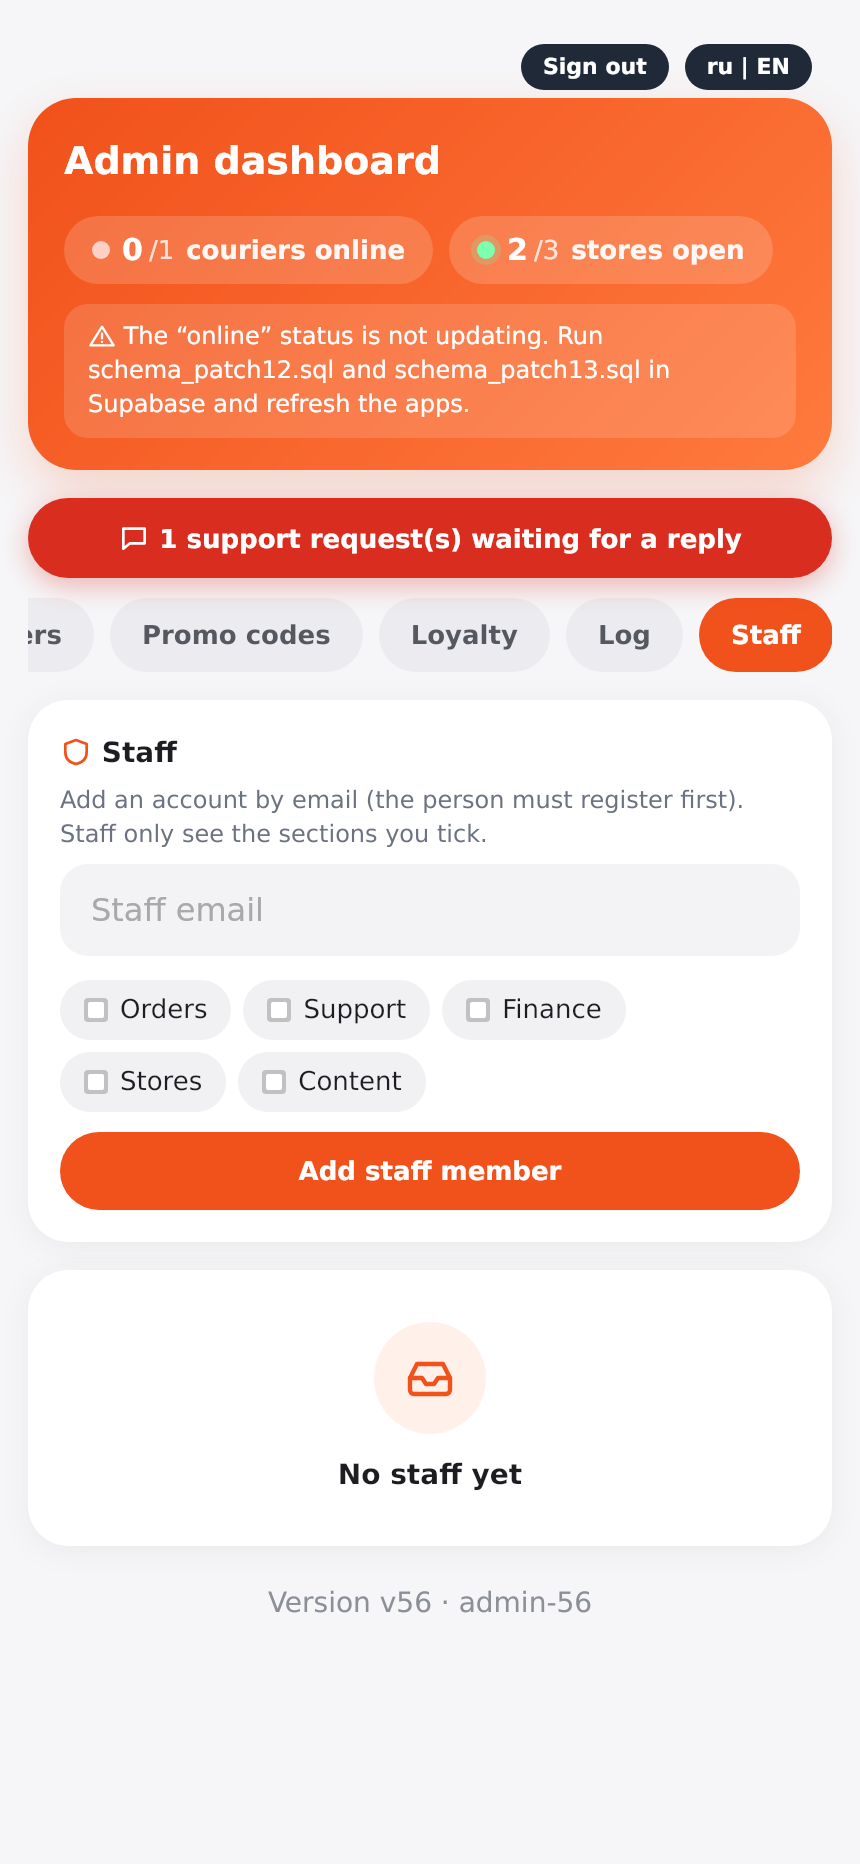 Sign out
ru | EN
Admin dashboard
0 /1 couriers online
2 /3 stores open
The “online” status is not updating. Run
schema_patch12.sql and schema_patch13.sql in
Supabase and refresh the apps.
1 support request(s) waiting for a reply
ers
Promo codes
Loyalty
Log
Staff
Staff
Add an account by email (the person must register first).
Staff only see the sections you tick.
Staff email
Orders
Support
Finance
Stores
Content
Add staff member
No staff yet
Version v56 · admin-56